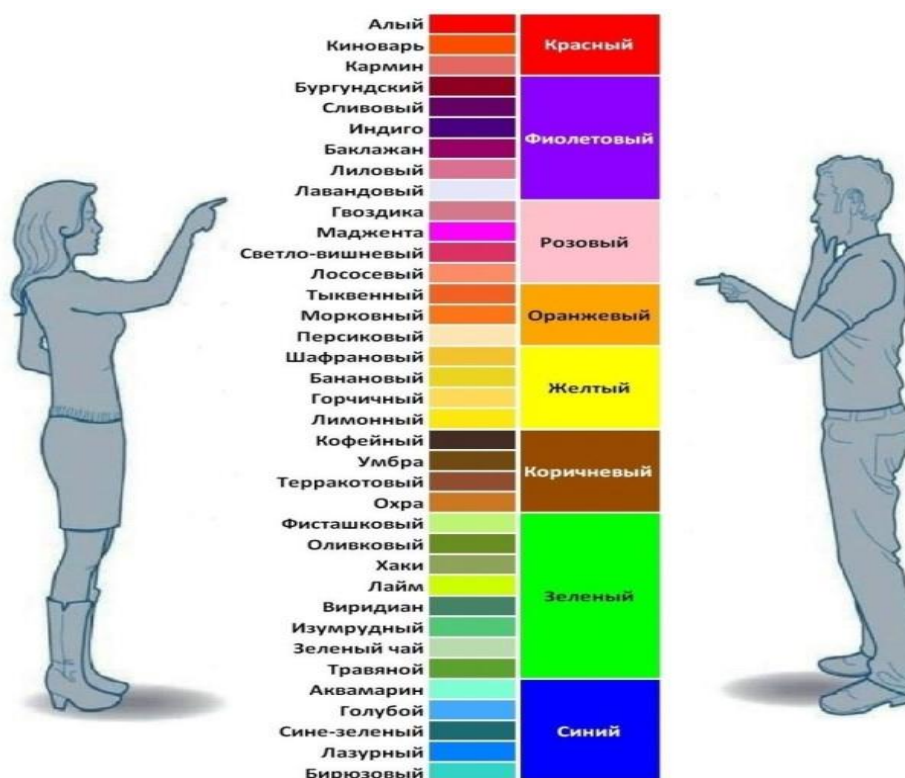 Алый
Киноварь
Кармин
Бургундский
Сливовый
Индиго
Баклажан
Лиловый
Лавандовый
Гвоздика
Маджента
Светло-вишневый
Лососевый
Тыквенный
Морковный
Персиковый
Шафрановый
Банановый
Горчичный
Лимонный
Кофейный
Умбра
Терракотовый
Охра
Фисташковый
Оливковый
Хаки
Лайм
Виридиан
Изумрудный
Зеленый чай
Травяной
Аквамарин
Голубой
Сине-зеленый
Лазурный
Бирюзовый
Красный
Фиолетовый
Розовый
Оранжевый
Желтый
Коричневый
Зеленый
Синий